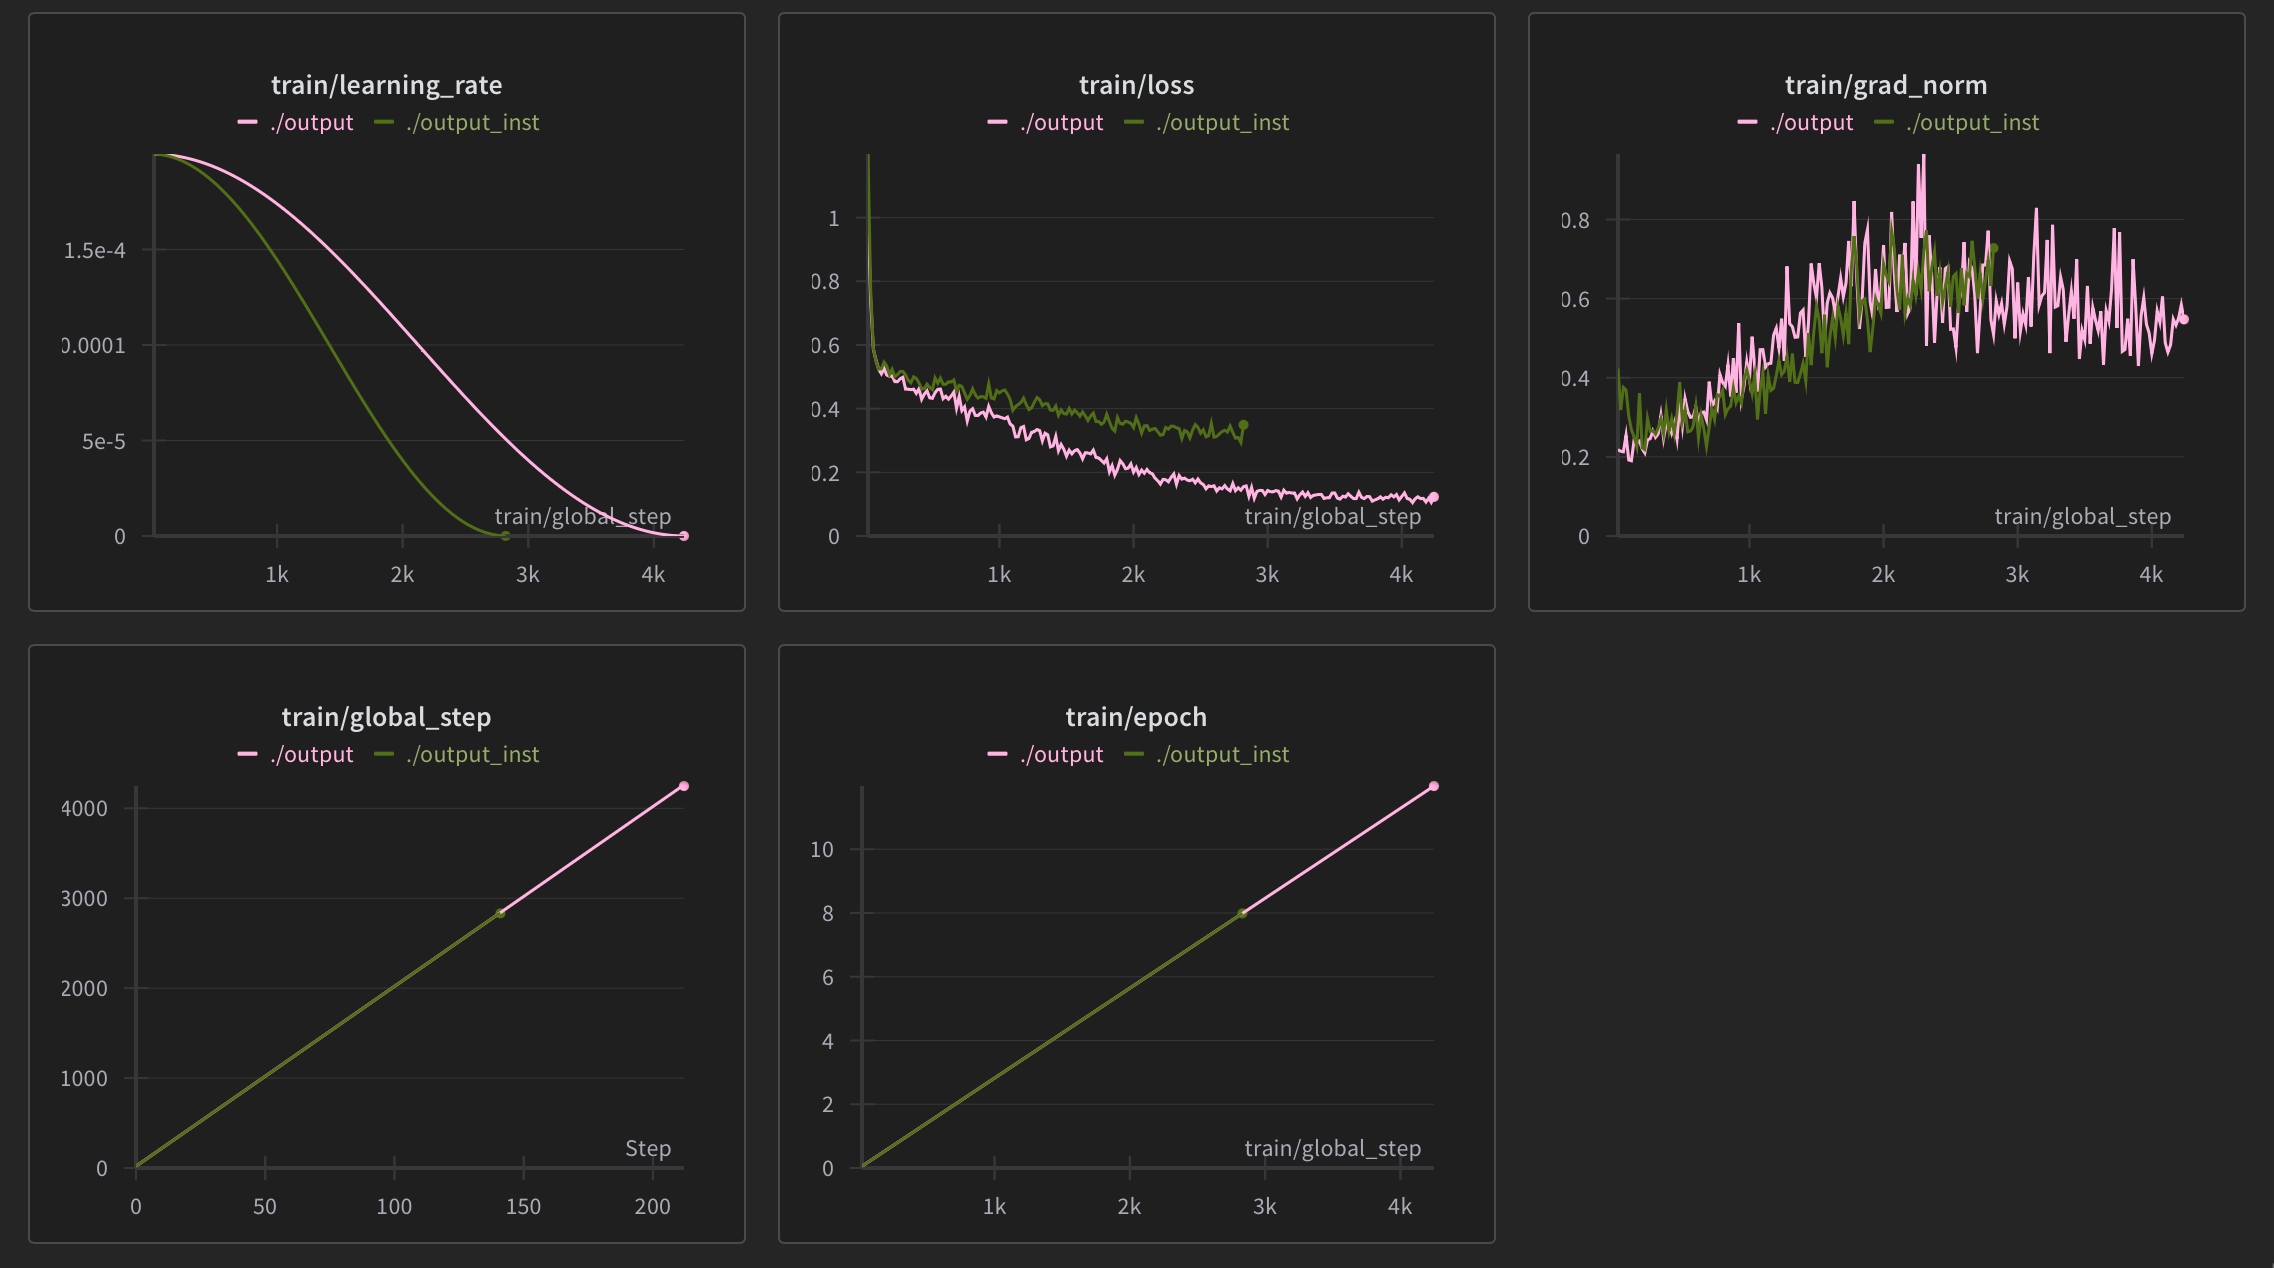 train/learning_rate
./output ./output_inst
1.5e-4
0.0001
5e-5
0
train/global_step
1k 2k 3k 4k
train/loss
./output ./output_inst
1
0.8
0.6
0.4
0.2
0
train/global_step
1k 2k 3k 4k
train/grad_norm
./output ./output_inst
0.8
0.6
0.4
0.2
0
train/global_step
1k 2k 3k 4k
train/global_step
./output ./output_inst
4000
3000
2000
1000
0
Step
0 50 100 150 200
train/epoch
./output ./output_inst
10
8
6
4
2
0
train/global_step
1k 2k 3k 4k